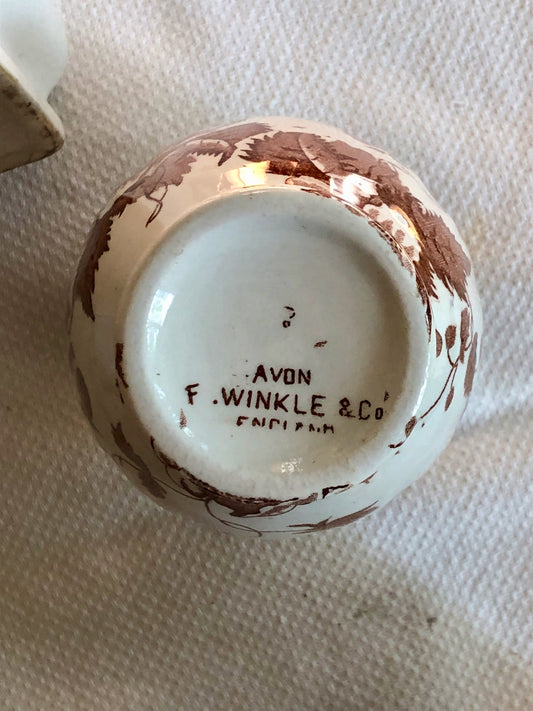 ?
AVON
F. WINKLE & Co
ENGLAND